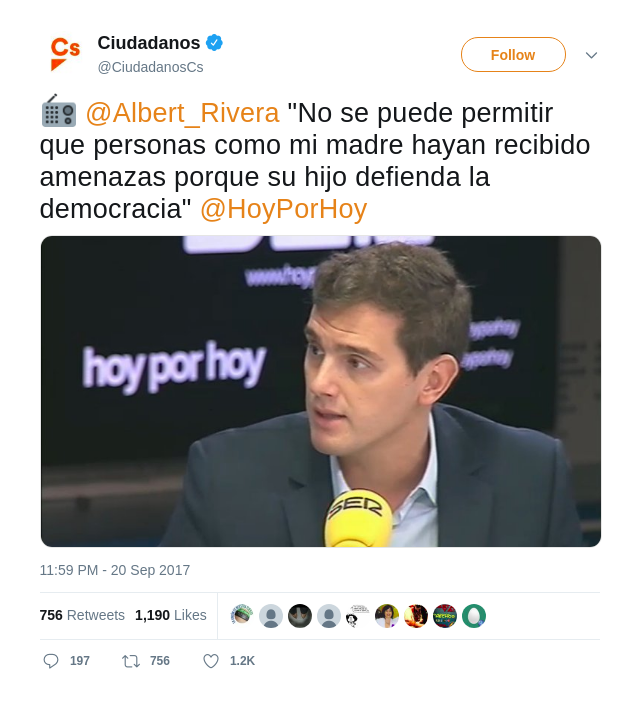 Cs
Ciudadanos
@CiudadanosCs
Follow
@Albert_Rivera "No se puede permitir
que personas como mi madre hayan recibido
amenazas porque su hijo defienda la
democracia" @HoyPorHoy
www.hoy
hoy por hoy
SER
11:59 PM - 20 Sep 2017
756 Retweets 1,190 Likes
197 756 1.2K